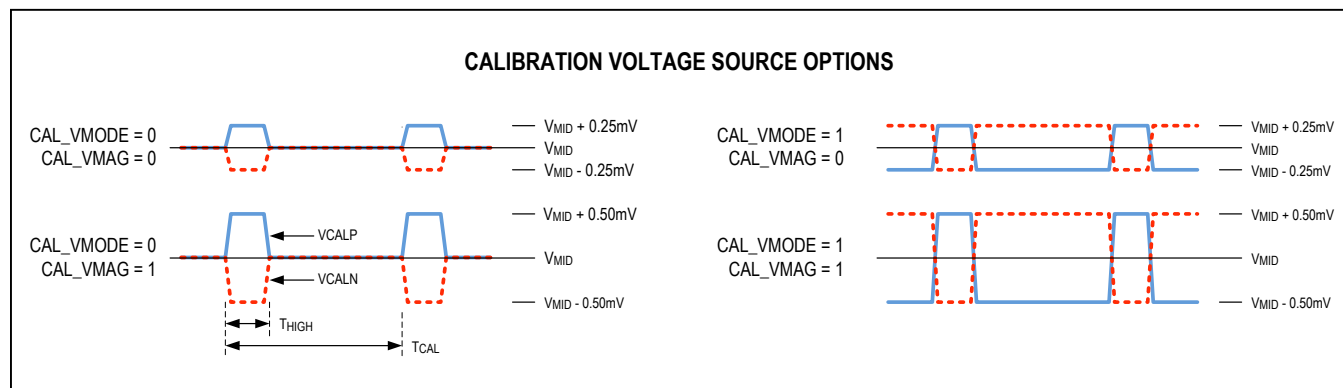 CALIBRATION VOLTAGE SOURCE OPTIONS
CAL_VMODE = 0
CAL_VMAG = 0
VMID + 0.25mV
VMID
VMID - 0.25mV
CAL_VMODE = 0
CAL_VMAG = 1
VCALP
VCALN
VMID + 0.50mV
VMID
VMID - 0.50mV
THIGH
TCAL
CAL_VMODE = 1
CAL_VMAG = 0
VMID + 0.25mV
VMID
VMID - 0.25mV
CAL_VMODE = 1
CAL_VMAG = 1
VMID + 0.50mV
VMID
VMID - 0.50mV